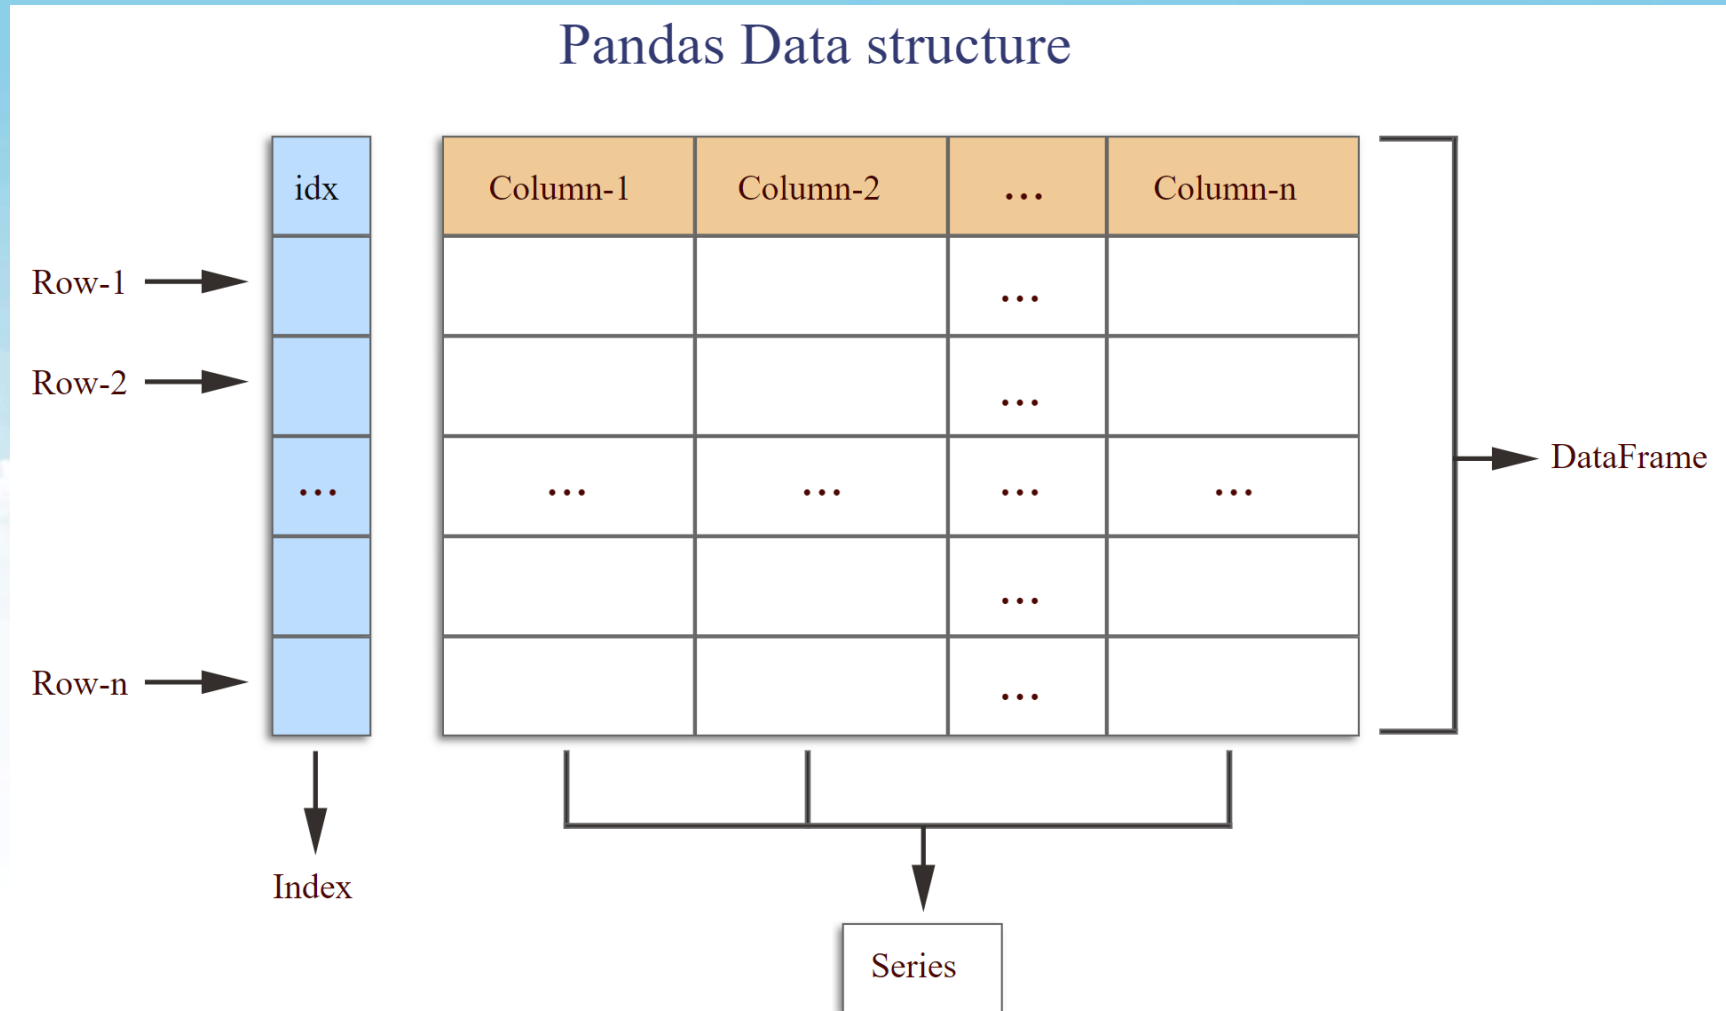 Pandas Data structure
idx Column-1 Column-2 ... Column-n
Row-1 ...
Row-2 ...
... ... ... ... ...
DataFrame
...
Row-n ...
Index
Series